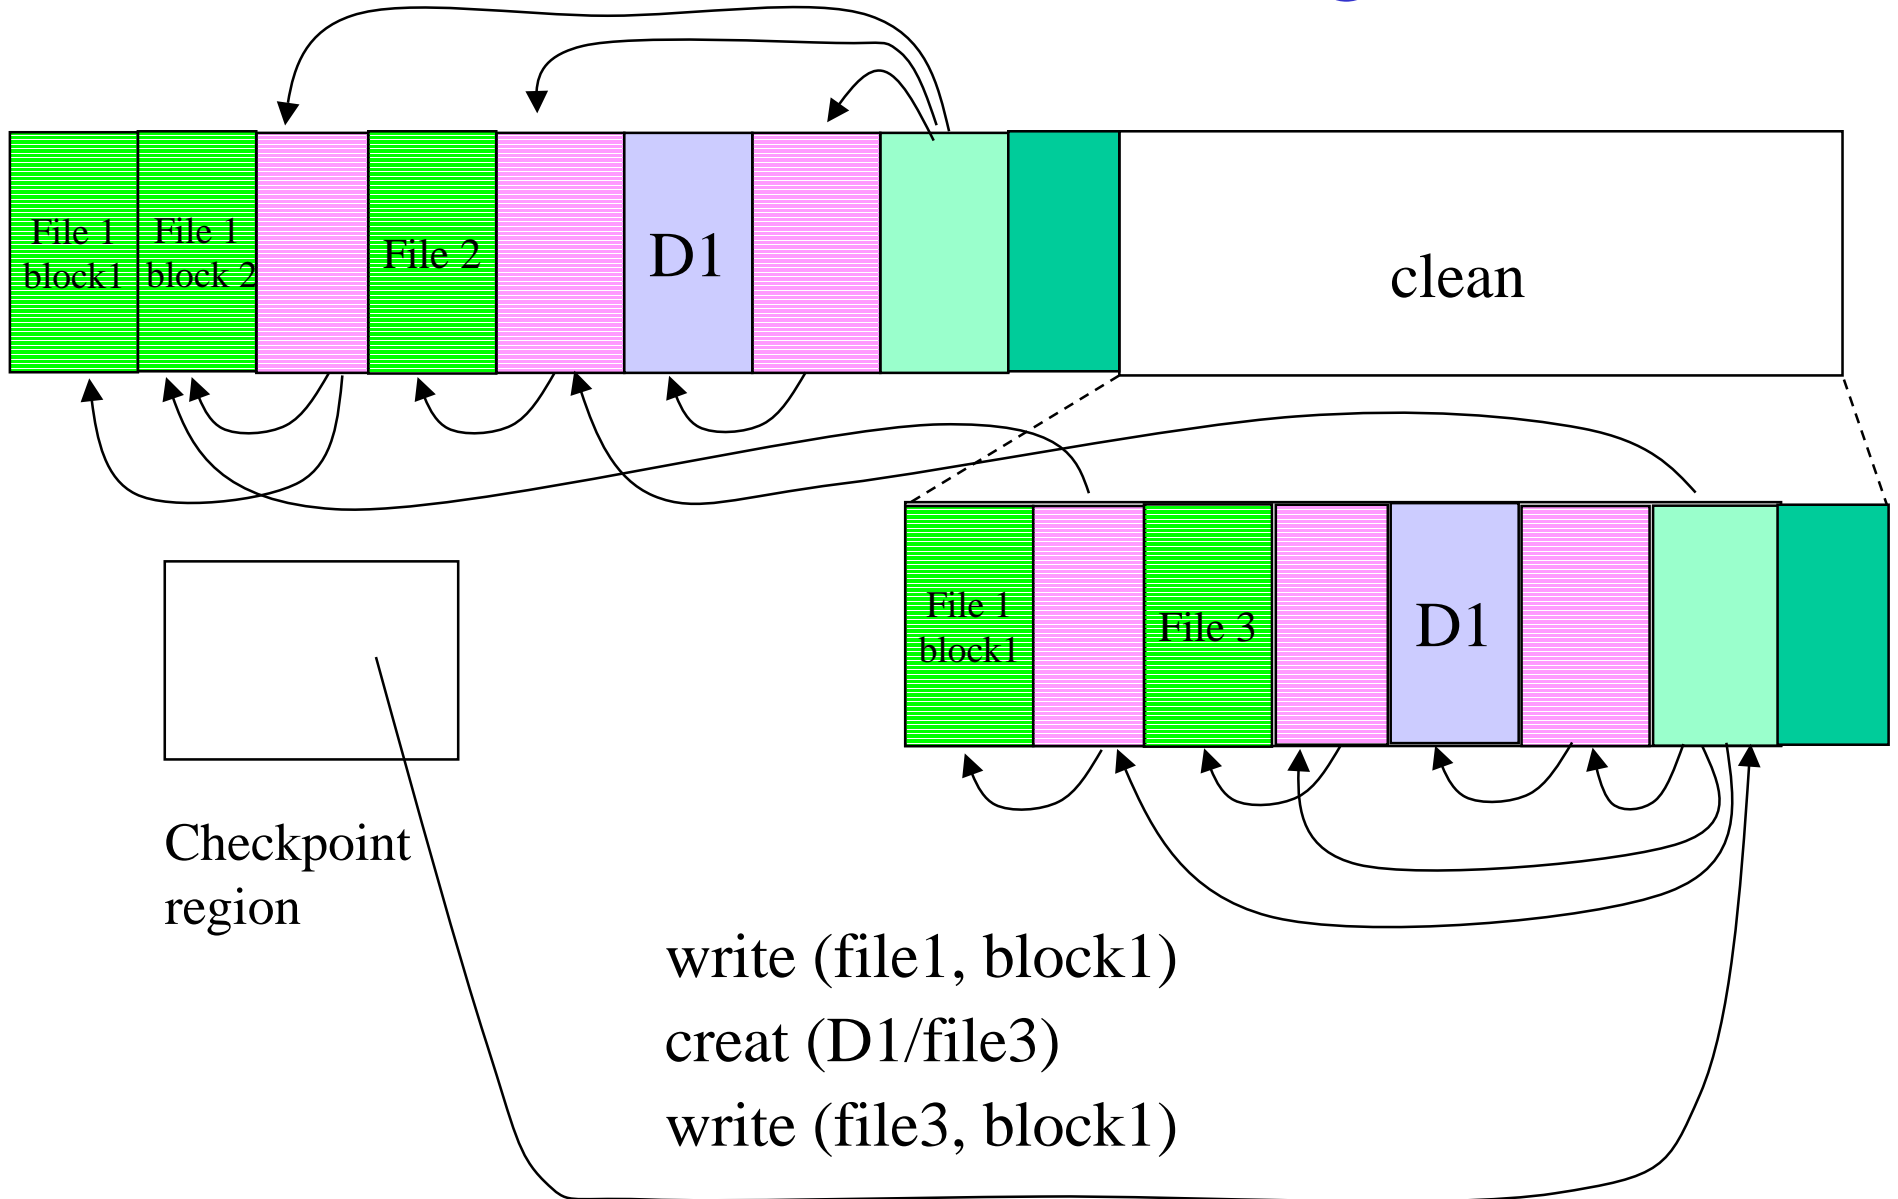 File 1
block1
File 1
block 2
File 2
D1
clean
File 1
block1
File 3
D1
Checkpoint
region
write (file1, block1)
creat (D1/file3)
write (file3, block1)